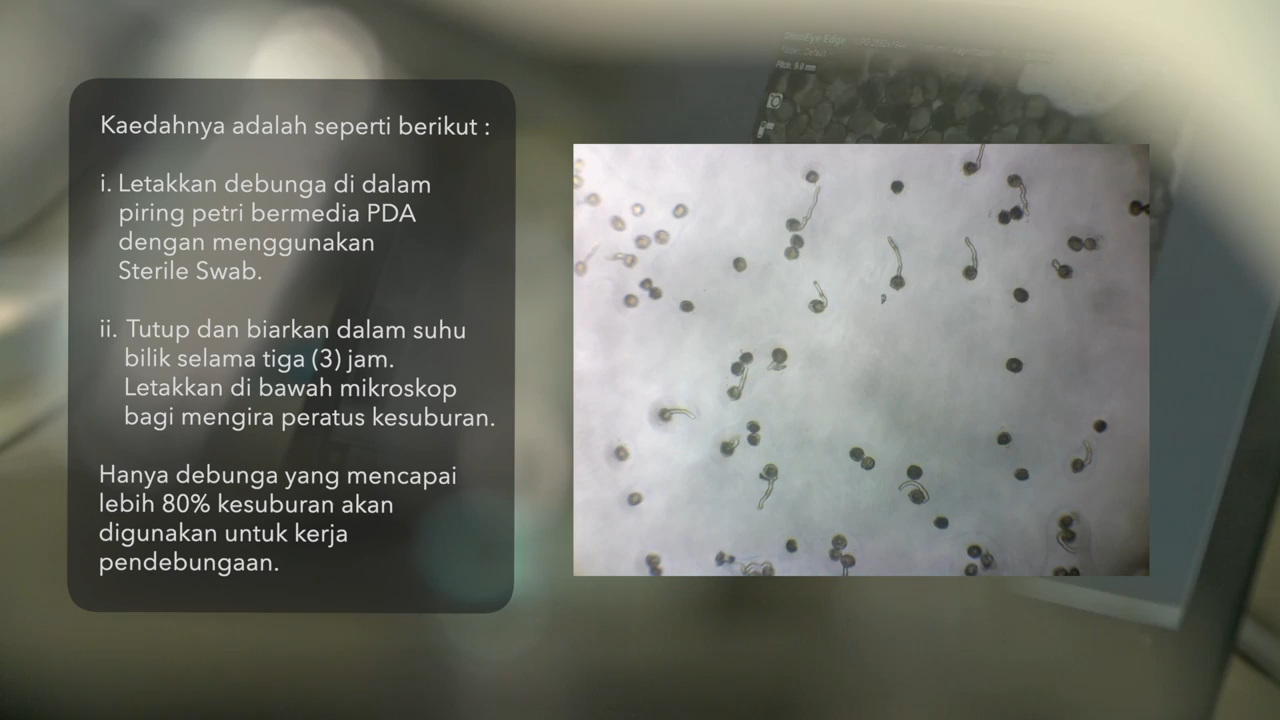 Kaedahnya adalah seperti berikut :
i. Letakkan debunga di dalam
piring petri bermedia PDA
dengan menggunakan
Sterile Swab.
ii. Tutup dan biarkan dalam suhu
bilik selama tiga (3) jam.
Letakkan di bawah mikroskop
bagi mengira peratus kesuburan.
Hanya debunga yang mencapai
lebih 80% kesuburan akan
digunakan untuk kerja
pendebungaan.